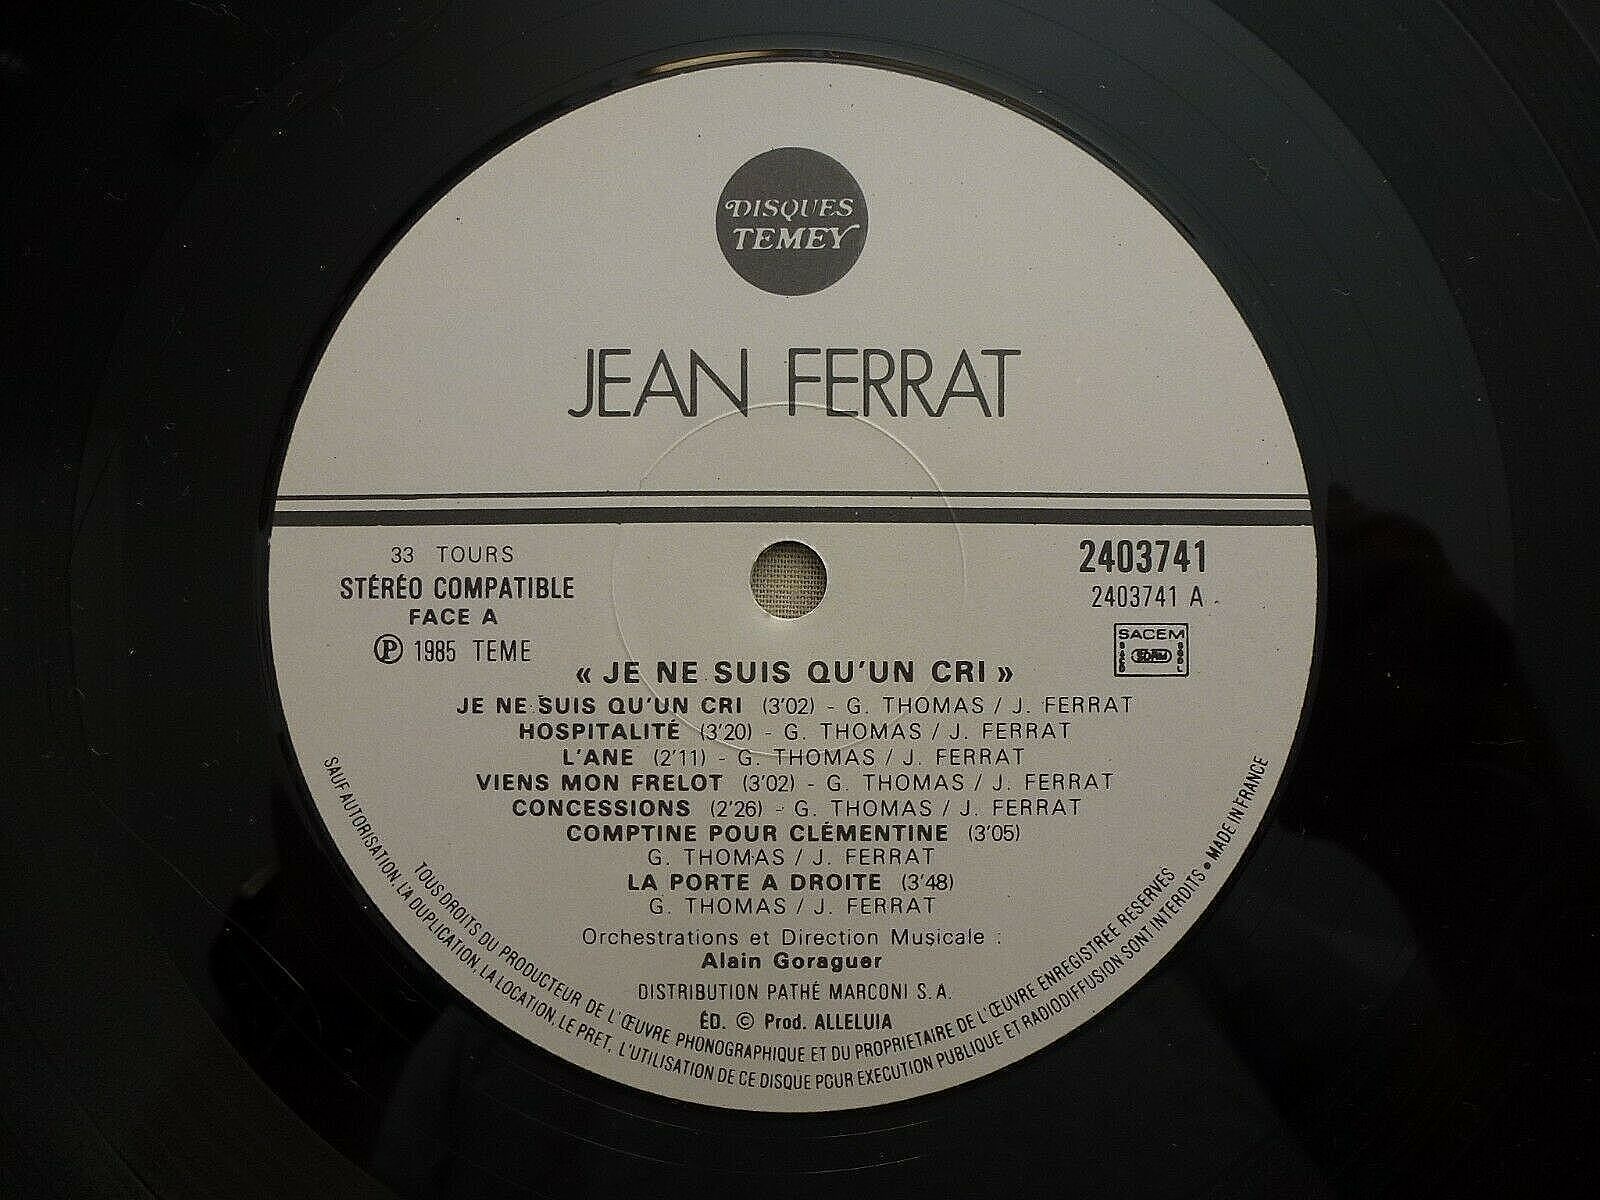 DISQUES
TEMEY
JEAN FERRAT
33 TOURS
STÉRÉO COMPATIBLE
FACE A
Ⓟ 1985 TEME
2403741
2403741 A
SACEM
SDRM
« JE NE SUIS QU'UN CRI »
JE NE SUIS QU'UN CRI (3'02) - G. THOMAS / J. FERRAT
HOSPITALITÉ (3'20) - G. THOMAS / J. FERRAT
L'ANE (2'11) - G. THOMAS / J. FERRAT
VIENS MON FRELOT (3'02) - G. THOMAS / J. FERRAT
CONCESSIONS (2'26) - G. THOMAS / J. FERRAT
COMPTINE POUR CLÉMENTINE (3'05)
G. THOMAS / J. FERRAT
LA PORTE A DROITE (3'48)
G. THOMAS / J. FERRAT
Orchestrations et Direction Musicale :
Alain Goraguer
DISTRIBUTION PATHÉ MARCONI S.A.
ÉD. © Prod. ALLELUIA
TOUS DROITS DU PRODUCTEUR DE L'ŒUVRE PHONOGRAPHIQUE ET DU PROPRIETAIRE DE L'ŒUVRE ENREGISTREE RESERVES
SAUF AUTORISATION, LA DUPLICATION, LA LOCATION, LE PRET, L'UTILISATION DE CE DISQUE POUR EXECUTION PUBLIQUE ET RADIODIFFUSION SONT INTERDITS • MADE IN FRANCE